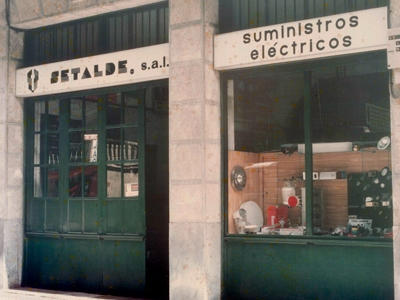 SETALDE, s.a.l.
suministros
eléctricos